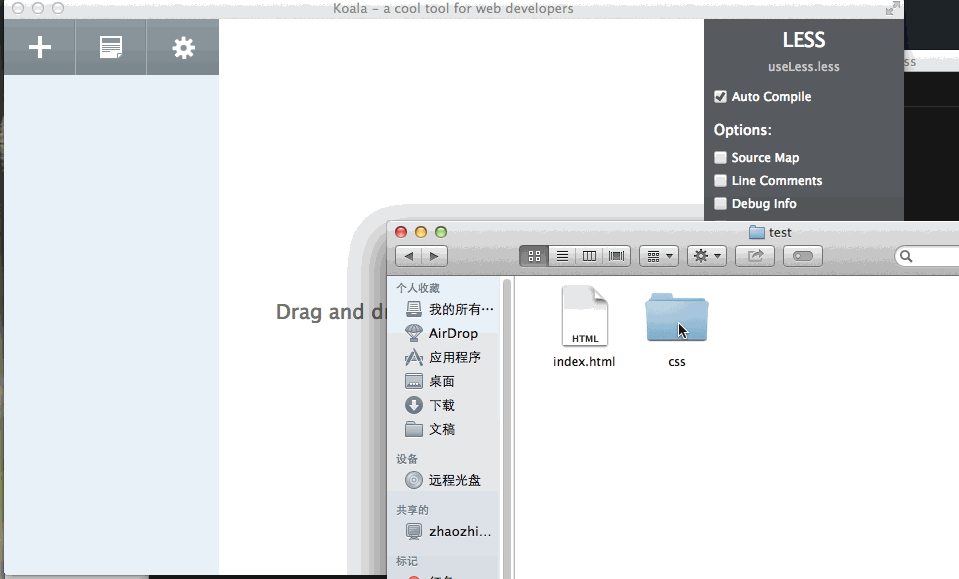 Koala – a cool tool for web developers
LESS
useLess.less
Auto Compile
Options:
Source Map
Line Comments
Debug Info
ss
Drag and d
test
个人收藏
我的所有…
AirDrop
应用程序
桌面
下载
文稿
设备
远程光盘
共享的
zhaozhi...
标记
HTML
index.html
css